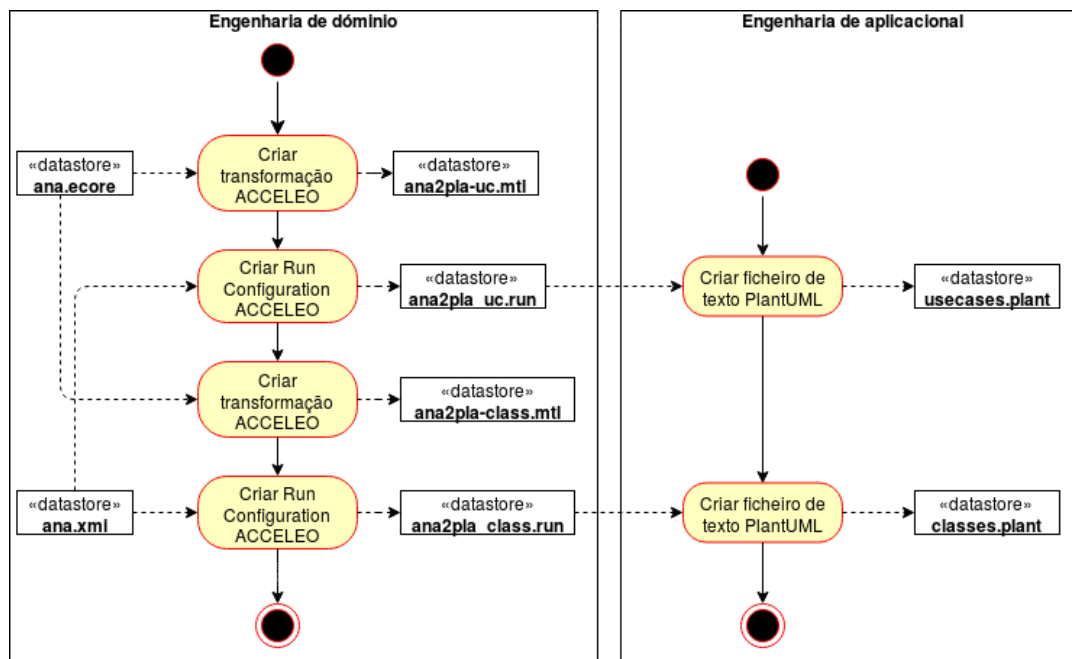 Engenharia de dóminio
Criar
transformação
ACCELEO
«datastore»
ana.ecore
«datastore»
ana2pla-uc.mtl
Criar Run
Configuration
ACCELEO
«datastore»
ana2pla_uc.run
Criar
transformação
ACCELEO
«datastore»
ana2pla-class.mtl
«datastore»
ana.xmi
Criar Run
Configuration
ACCELEO
«datastore»
ana2pla_class.run
Engenharia de aplicacional
Criar ficheiro de
texto PlantUML
«datastore»
usecases.plant
Criar ficheiro de
texto PlantUML
«datastore»
classes.plant